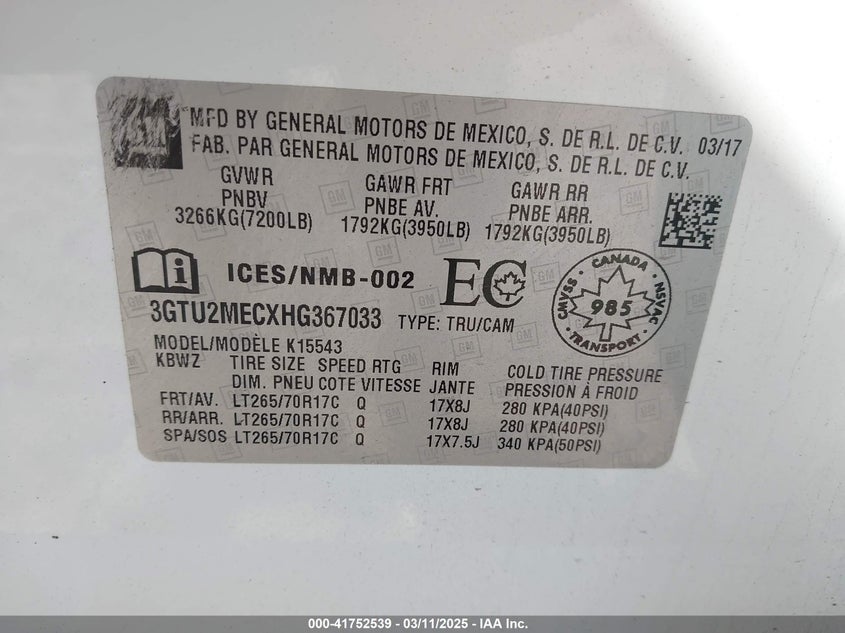 MFD BY GENERAL MOTORS DE MEXICO, S. DE R.L. DE C.V. 03/17
FAB. PAR GENERAL MOTORS DE MEXICO, S. DE R.L. DE C.V.
GVWR GAWR FRT GAWR RR
PNBV PNBE AV. PNBE ARR.
3266KG(7200LB) 1792KG(3950LB) 1792KG(3950LB)
ICES/NMB-002 EC
CANADA
CMVSS 985 NSVAC
TRANSPORT
3GTU2MECXHG367033 TYPE: TRU/CAM
MODEL/MODÈLE K15543
KBWZ TIRE SIZE SPEED RTG RIM COLD TIRE PRESSURE
DIM. PNEU COTE VITESSE JANTE PRESSION À FROID
FRT/AV. LT265/70R17C Q 17X8J 280 KPA(40PSI)
RR/ARR. LT265/70R17C Q 17X8J 280 KPA(40PSI)
SPA/SOS LT265/70R17C Q 17X7.5J 340 KPA(50PSI)
000-41752539 - 03/11/2025 - © IAA Inc.